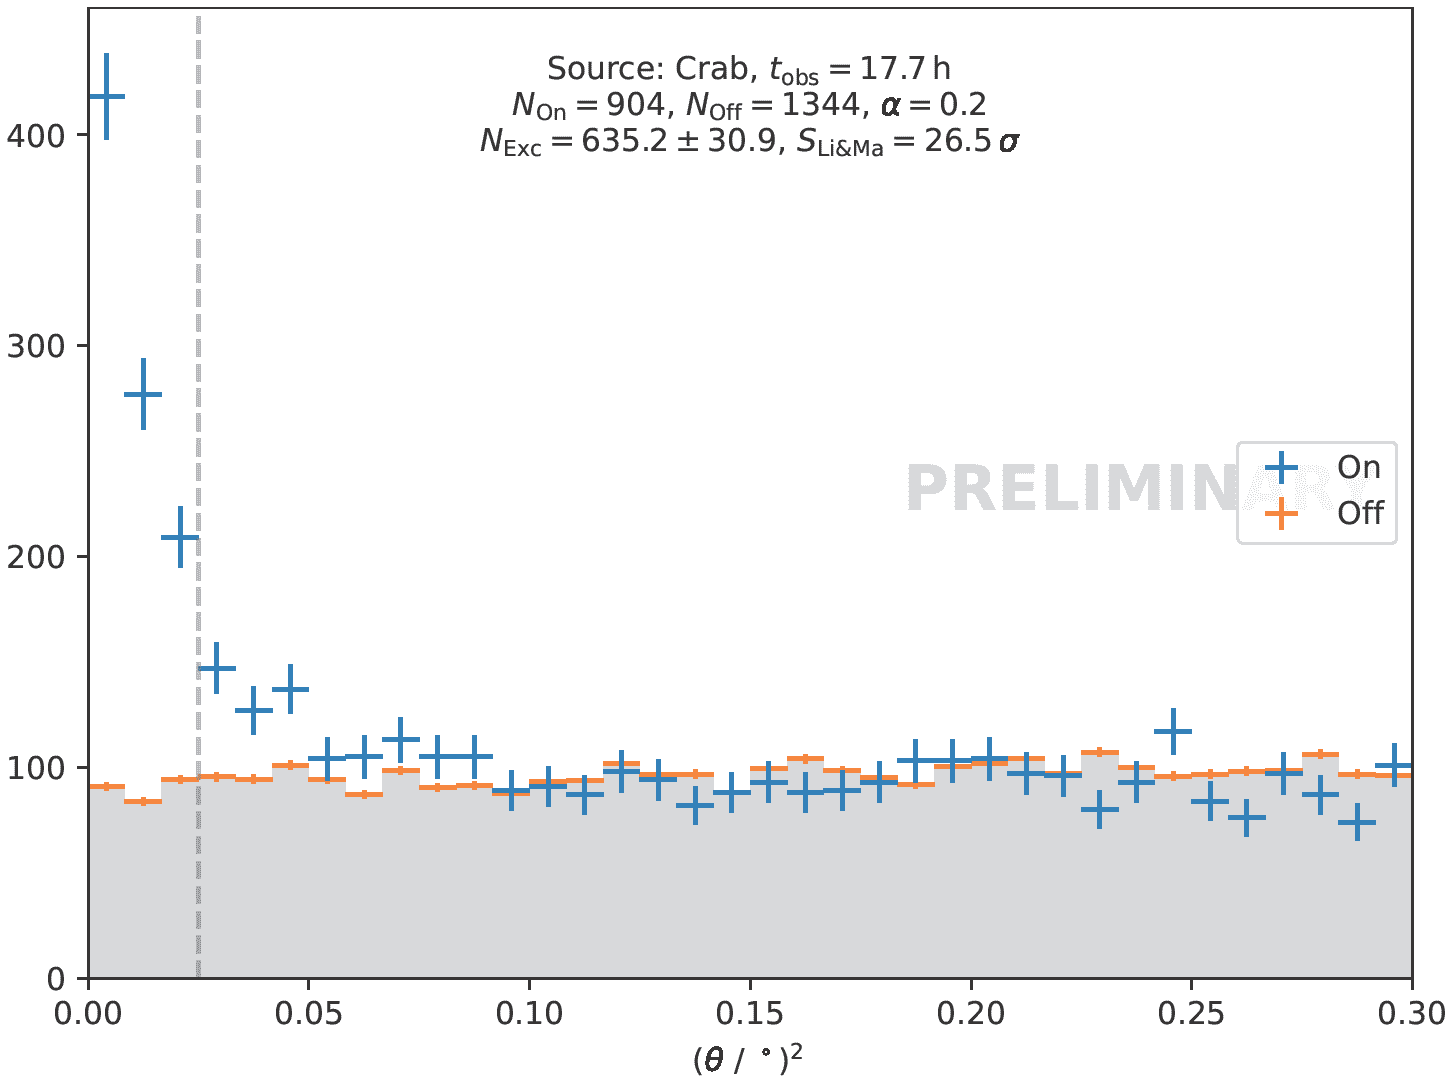 Source: Crab, t_obs = 17.7 h
N_On = 904, N_Off = 1344, α = 0.2
N_Exc = 635.2 ± 30.9, S_Li&Ma = 26.5 σ
400
300
200
100
0
PRELIMINARY
On
Off
0.00 0.05 0.10 0.15 0.20 0.25 0.30
(θ / °)²